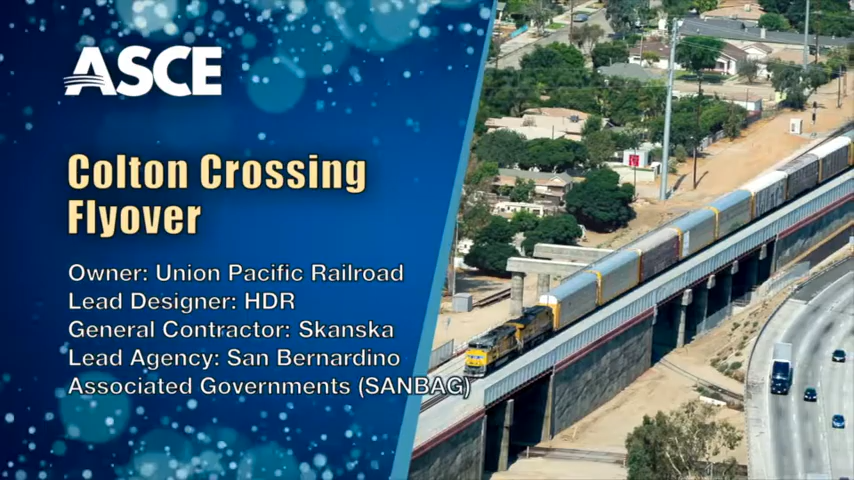 ASCE
Colton Crossing
Flyover
Owner: Union Pacific Railroad
Lead Designer: HDR
General Contractor: Skanska
Lead Agency: San Bernardino
Associated Governments (SANBAG)